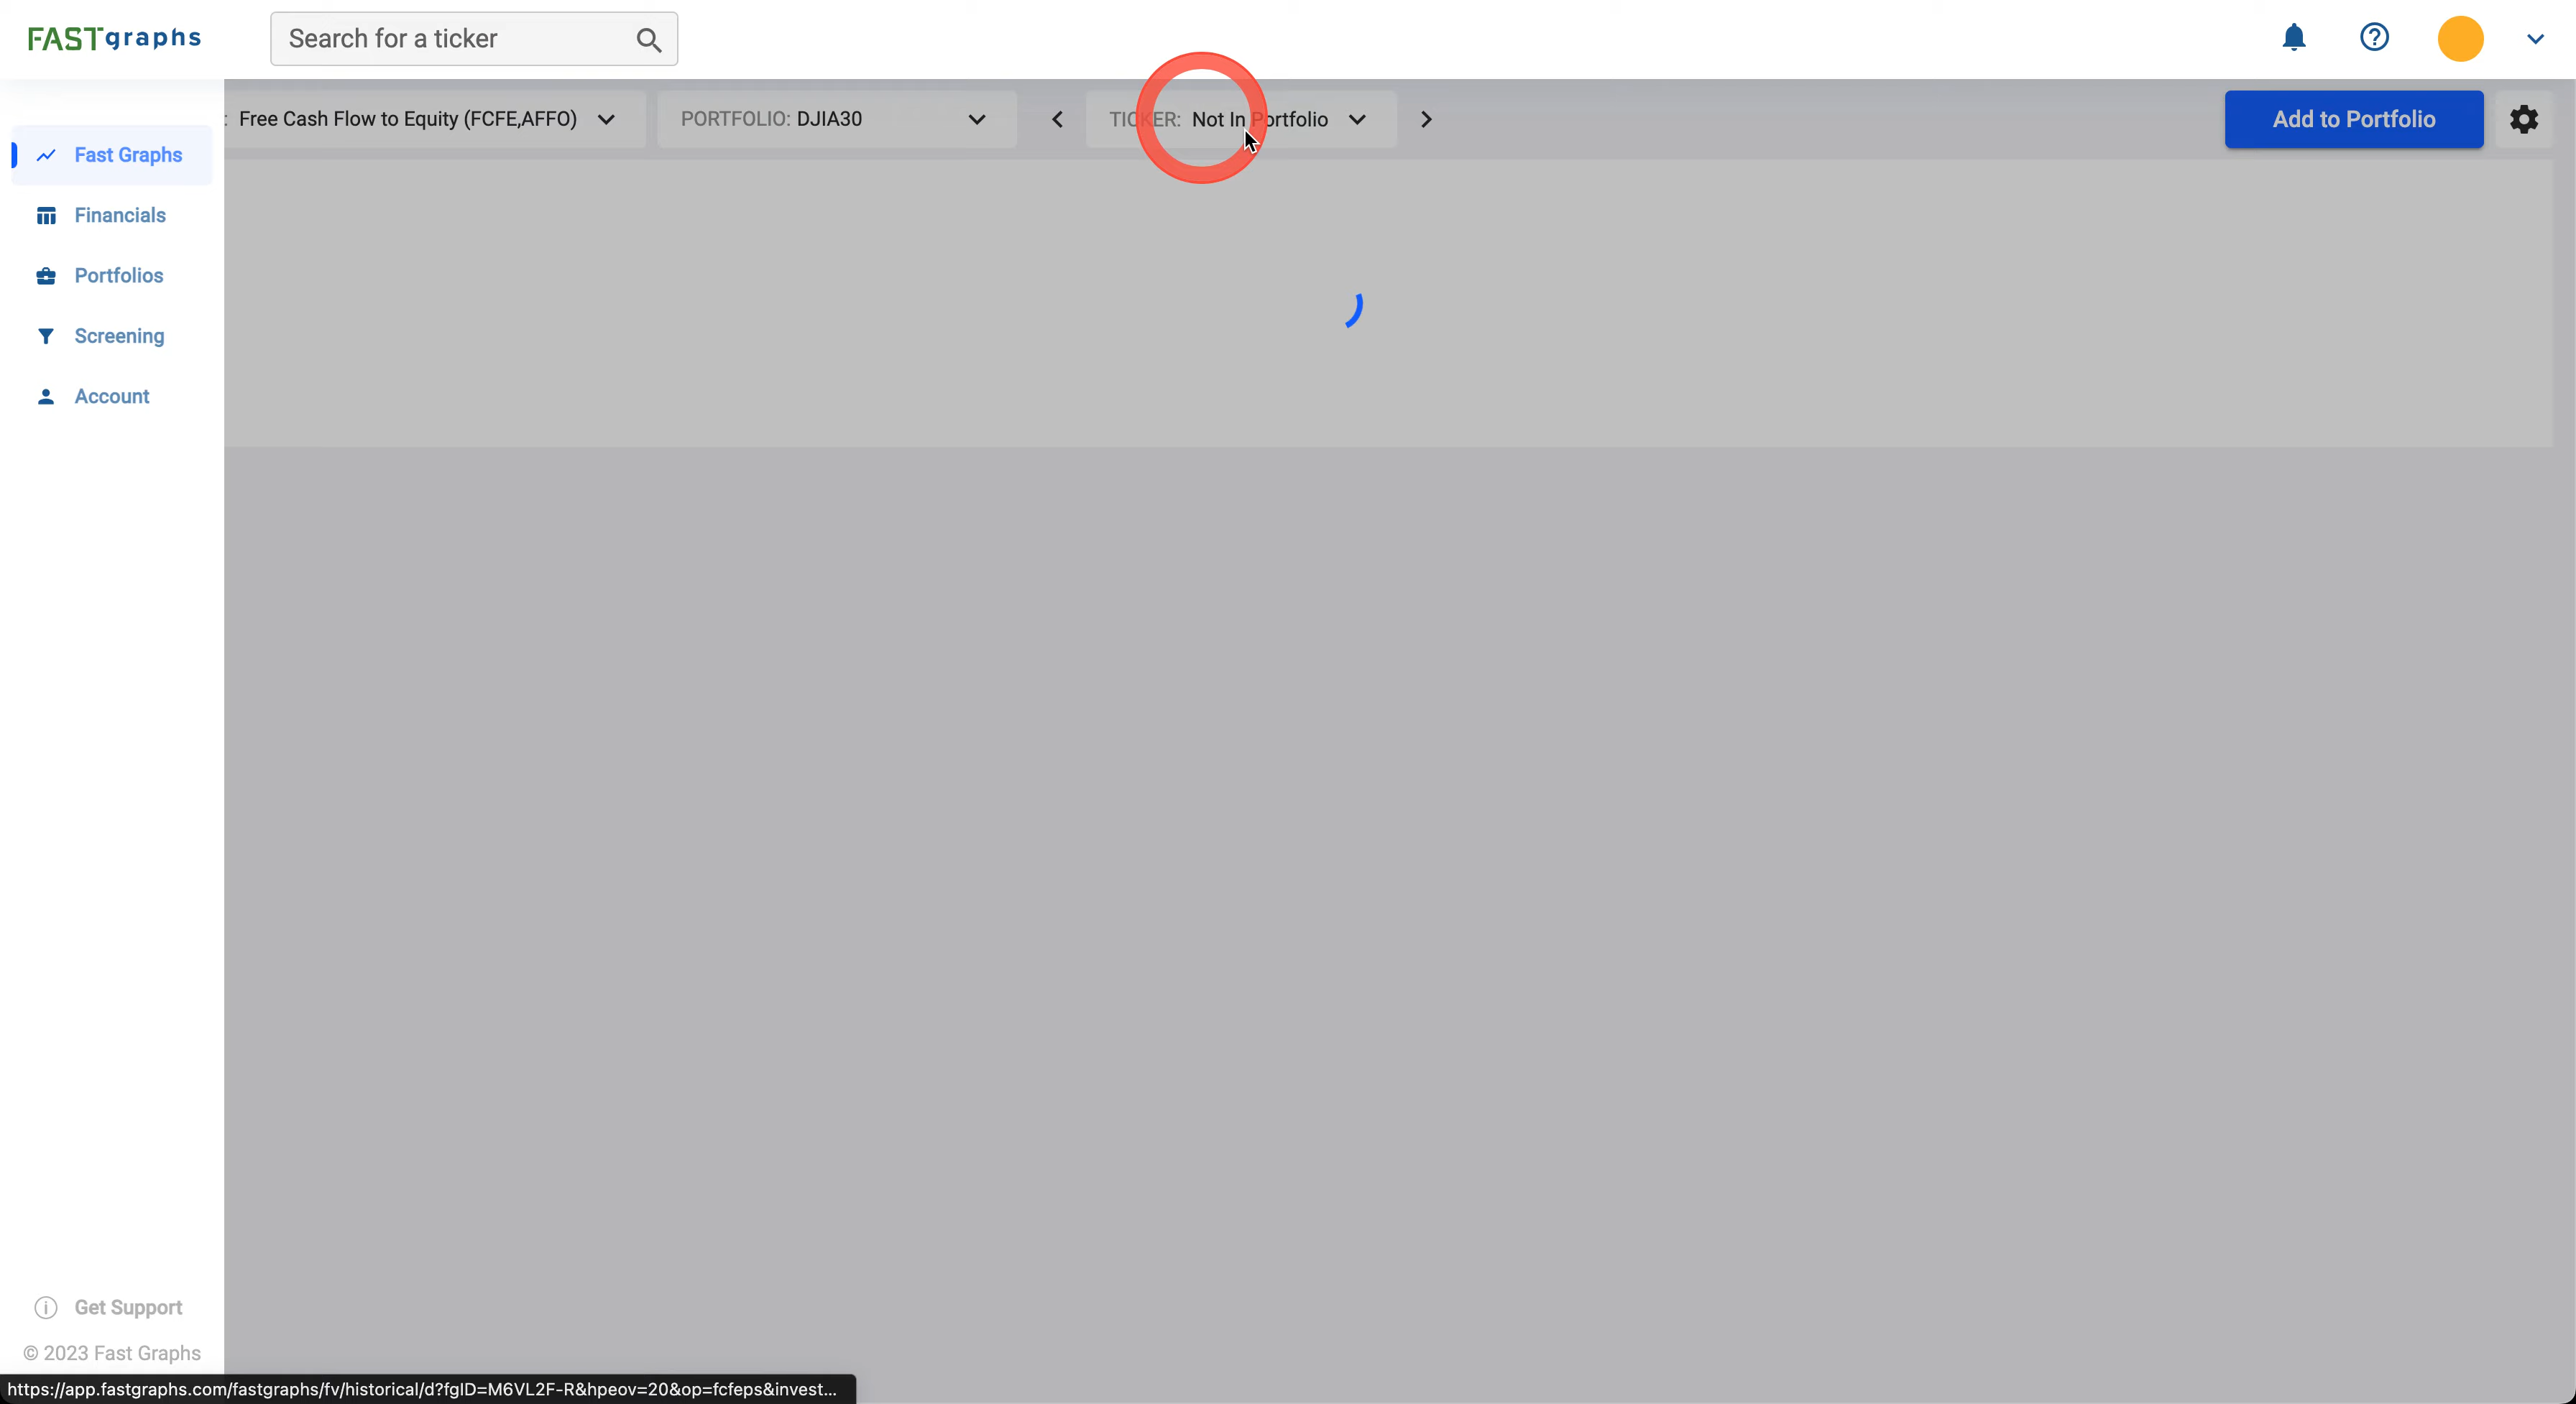 FASTgraphs
Search for a ticker
: Free Cash Flow to Equity (FCFE,AFFO)
PORTFOLIO: DJIA30
TICKER: Not In Portfolio
Add to Portfolio
Fast Graphs
Financials
Portfolios
Screening
Account
Get Support
© 2023 Fast Graphs
https://app.fastgraphs.com/fastgraphs/fv/historical/d?fgID=M6VL2F-R&hpeov=20&op=fcfeps&invest...